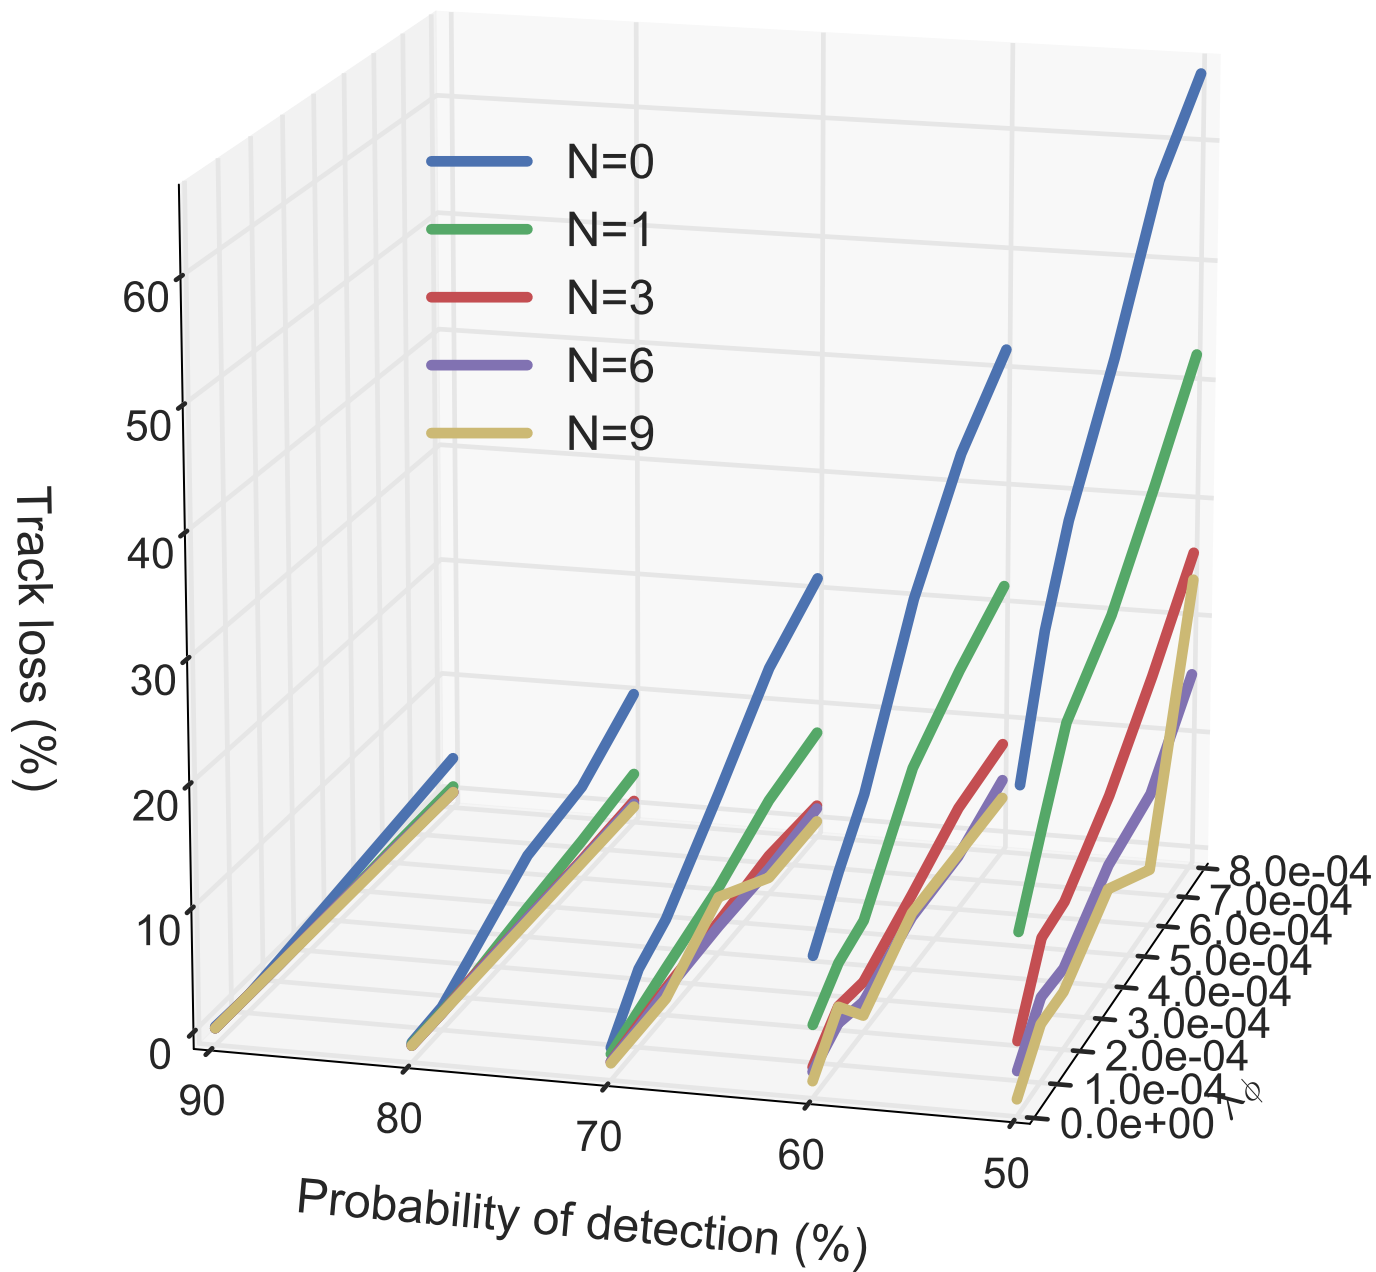 N=0
N=1
N=3
N=6
N=9
60
50
40
30
20
10
0
Track loss (%)
90
80
70
60
50
Probability of detection (%)
8.0e-04
7.0e-04
6.0e-04
5.0e-04
4.0e-04
3.0e-04
2.0e-04
1.0e-04
0.0e+00
λϕ